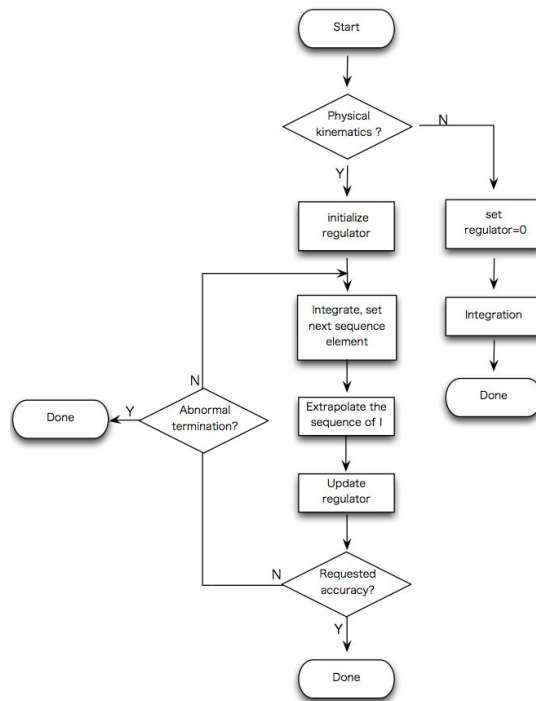 Start
Physical
kinematics ?
N
Y
initialize
regulator
set
regulator=0
Integrate, set
next sequence
element
Integration
N
Y
Done
Abnormal
termination?
Extrapolate the
sequence of I
Done
Update
regulator
N
Requested
accuracy?
Y
Done